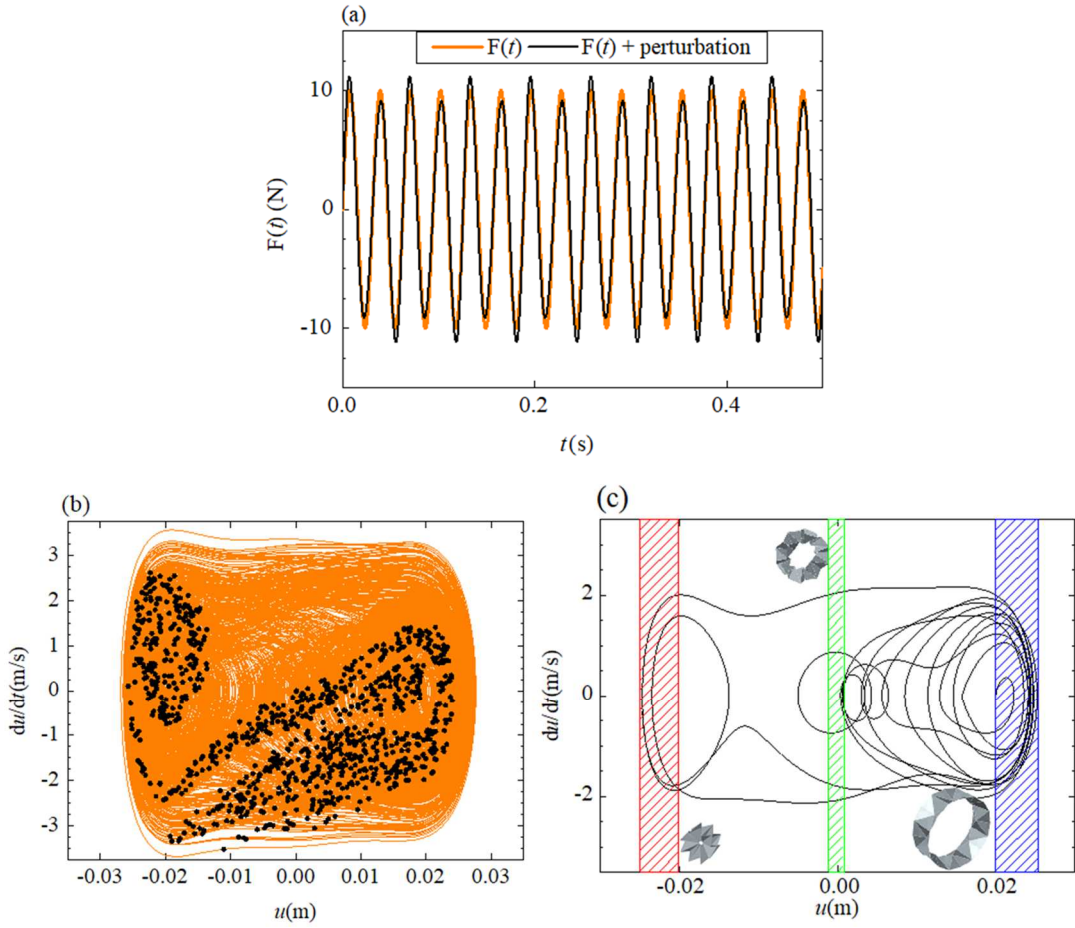 (a)
F(t) F(t) + perturbation
10
0
-10
F(t) (N)
0.0 0.2 0.4
t(s)
(b)
3
2
1
0
-1
-2
-3
du/dt(m/s)
-0.03 -0.02 -0.01 0.00 0.01 0.02 0.03
u(m)
(c)
2
0
-2
du/dt(m/s)
-0.02 0.00 0.02
u(m)